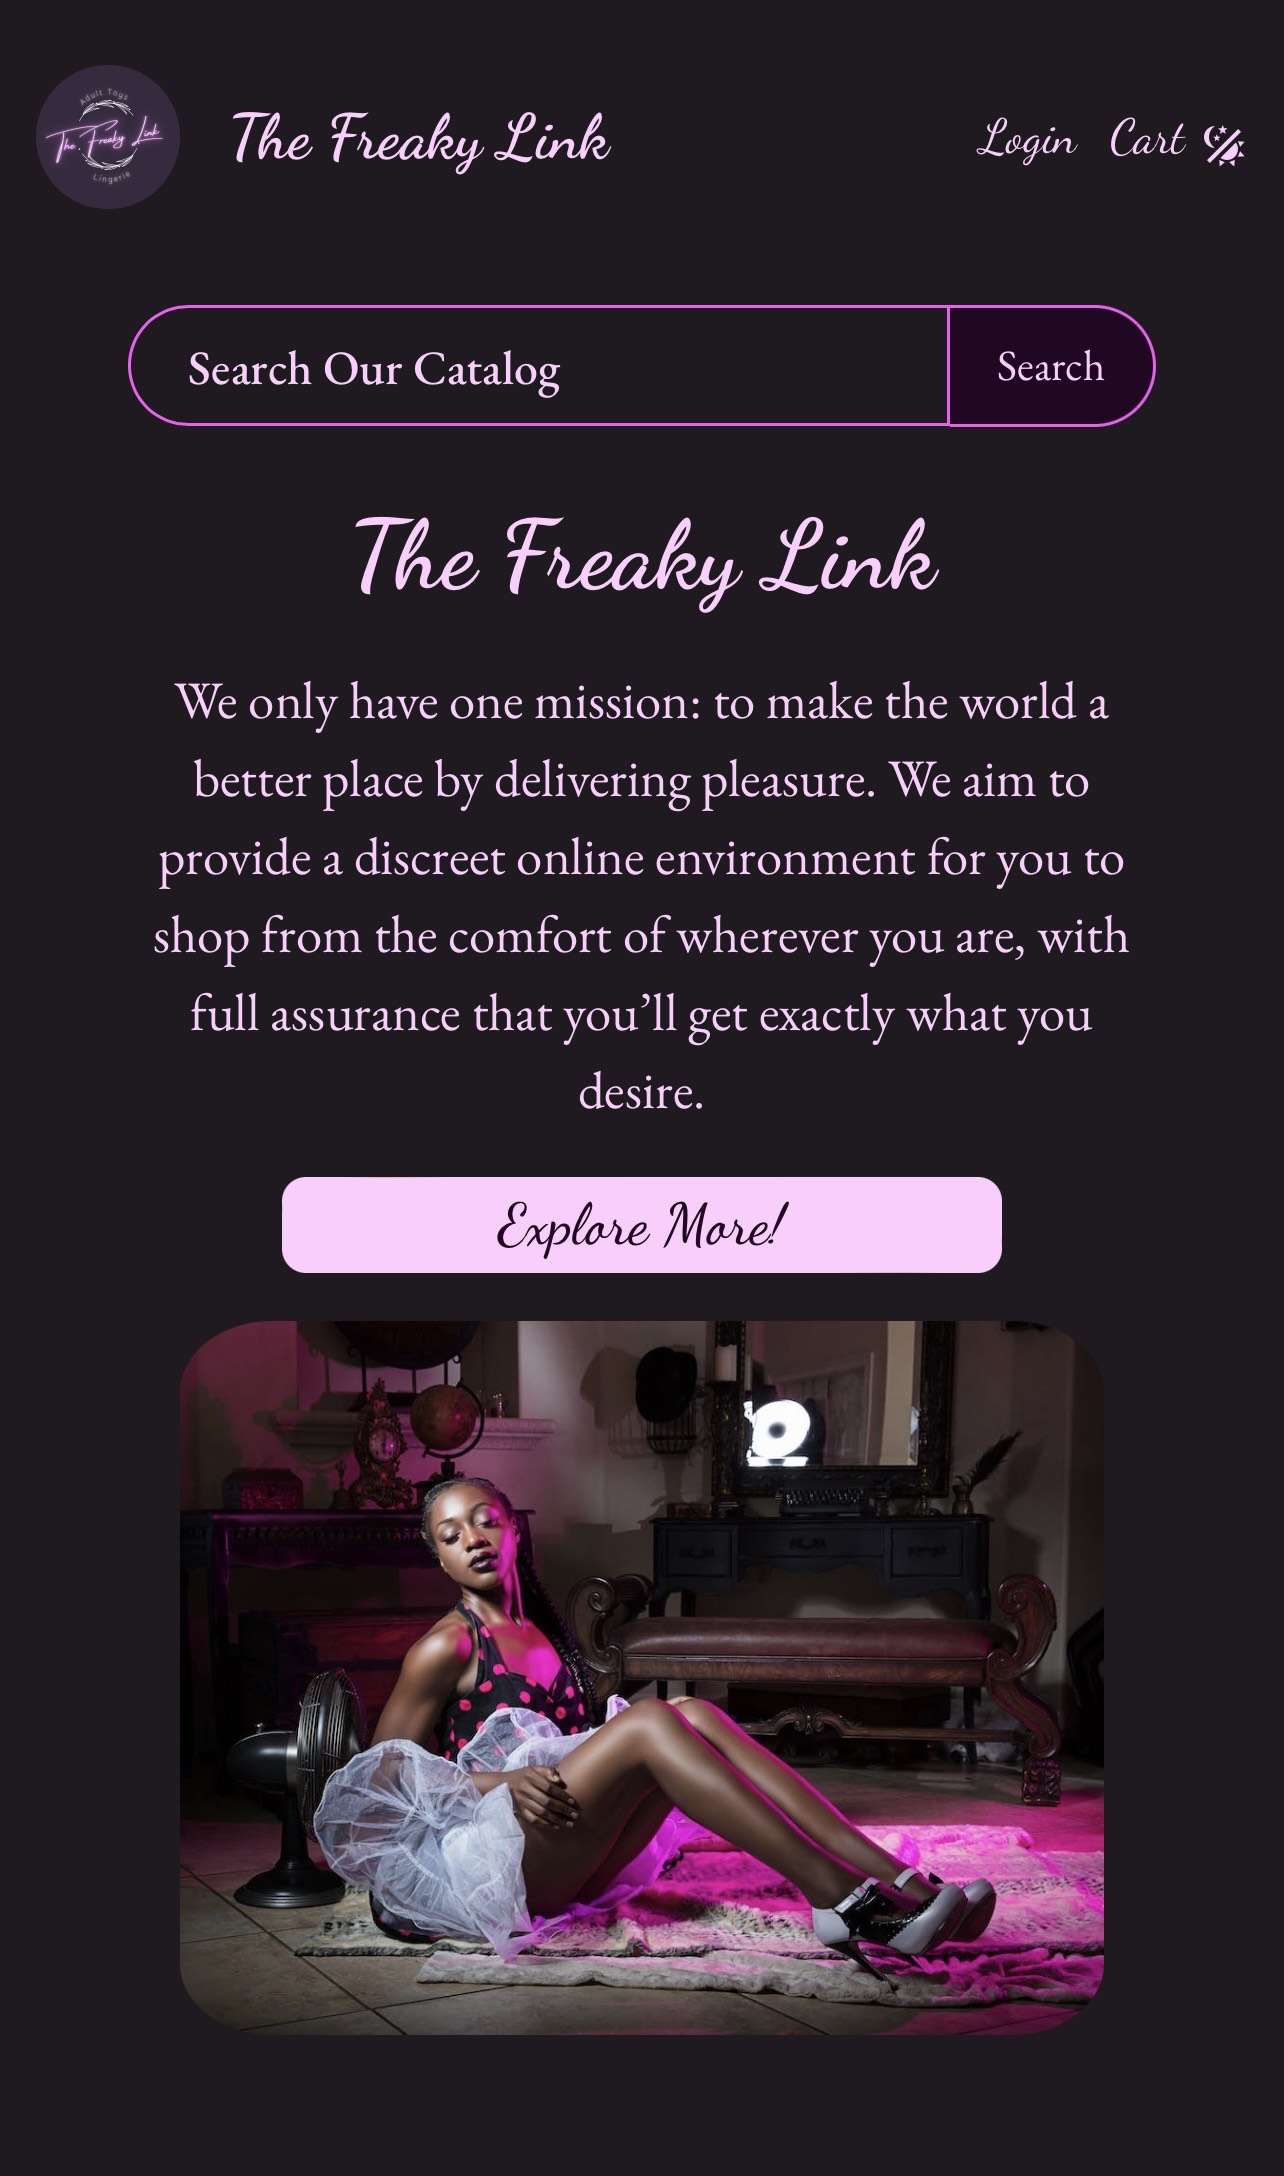 Adult Toys
The Freaky Link
Lingerie
The Freaky Link
Login Cart
Search Our Catalog
Search
The Freaky Link
We only have one mission: to make the world a
better place by delivering pleasure. We aim to
provide a discreet online environment for you to
shop from the comfort of wherever you are, with
full assurance that you’ll get exactly what you
desire.
Explore More!